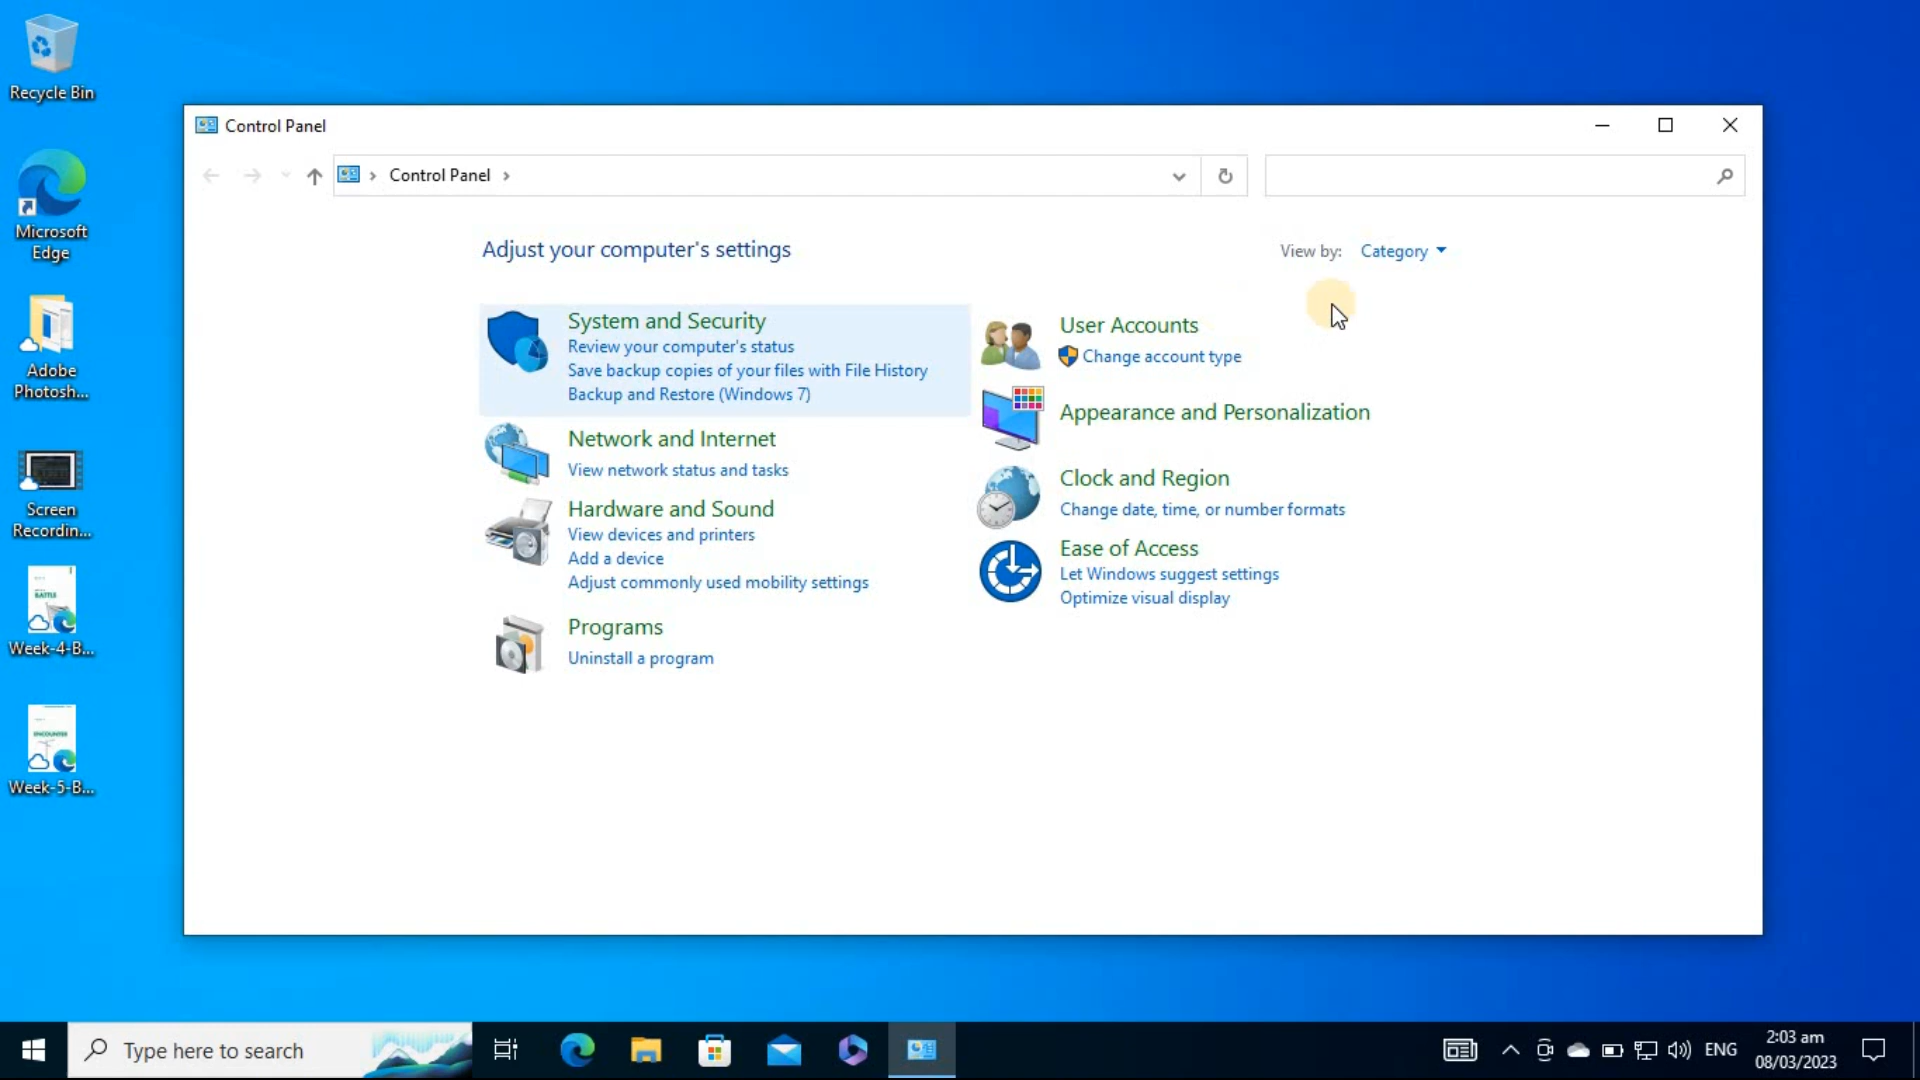 Recycle Bin
Microsoft
Edge
Adobe
Photosh...
Screen
Recordin...
BATTLE
Week-4-B...
ENCOUNTER
Week-5-B...
Control Panel
Control Panel
Adjust your computer's settings
View by: Category
System and Security
Review your computer's status
Save backup copies of your files with File History
Backup and Restore (Windows 7)
Network and Internet
View network status and tasks
Hardware and Sound
View devices and printers
Add a device
Adjust commonly used mobility settings
Programs
Uninstall a program
User Accounts
Change account type
Appearance and Personalization
Clock and Region
Change date, time, or number formats
Ease of Access
Let Windows suggest settings
Optimize visual display
Type here to search
ENG
2:03 am
08/03/2023